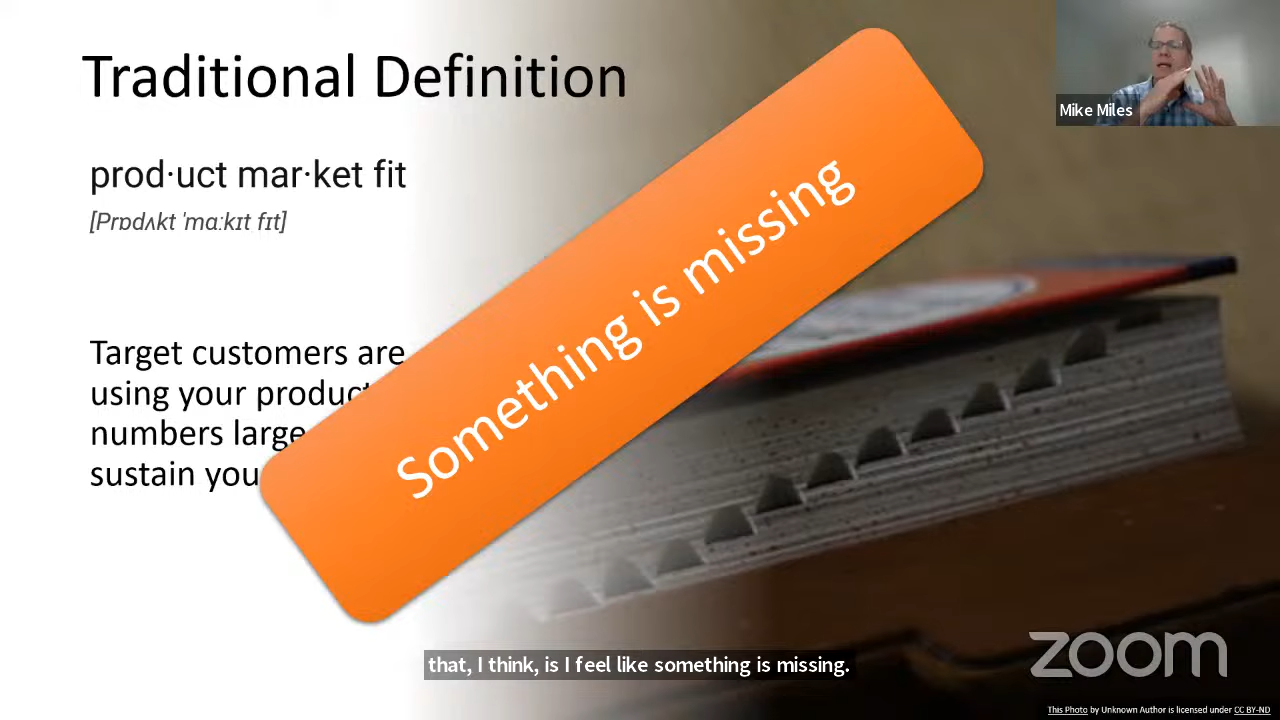 Traditional Definition
Mike Miles
prod·uct mar·ket fit
[Prɒdʌkt 'maːkɪt fɪt]
Something is missing
Target customers are
using your product
numbers large
sustain you
that, I think, is I feel like something is missing.
zoom
This Photo by Unknown Author is licensed under CC BY-ND